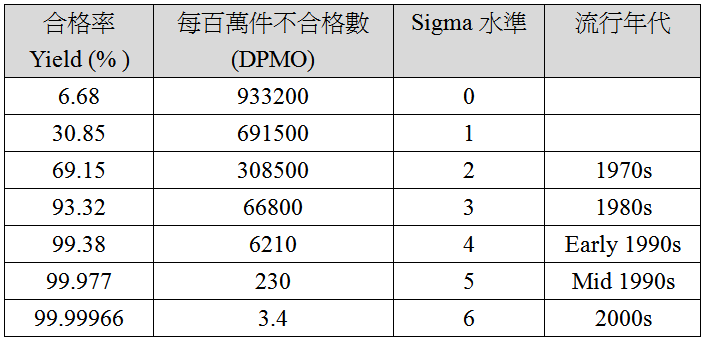 合格率 每百萬件不合格數 Sigma 水準 流行年代
Yield (% ) (DPMO)
6.68 933200 0
30.85 691500 1
69.15 308500 2 1970s
93.32 66800 3 1980s
99.38 6210 4 Early 1990s
99.977 230 5 Mid 1990s
99.99966 3.4 6 2000s